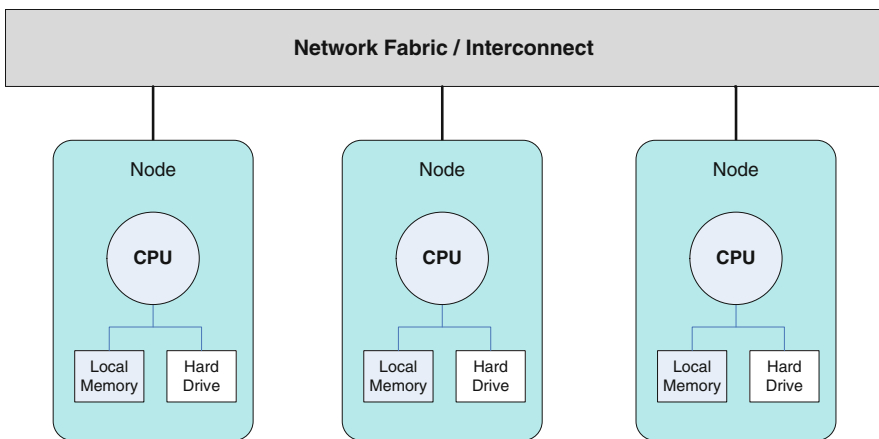 Network Fabric / Interconnect
Node
CPU
Local
Memory
Hard
Drive
Node
CPU
Local
Memory
Hard
Drive
Node
CPU
Local
Memory
Hard
Drive